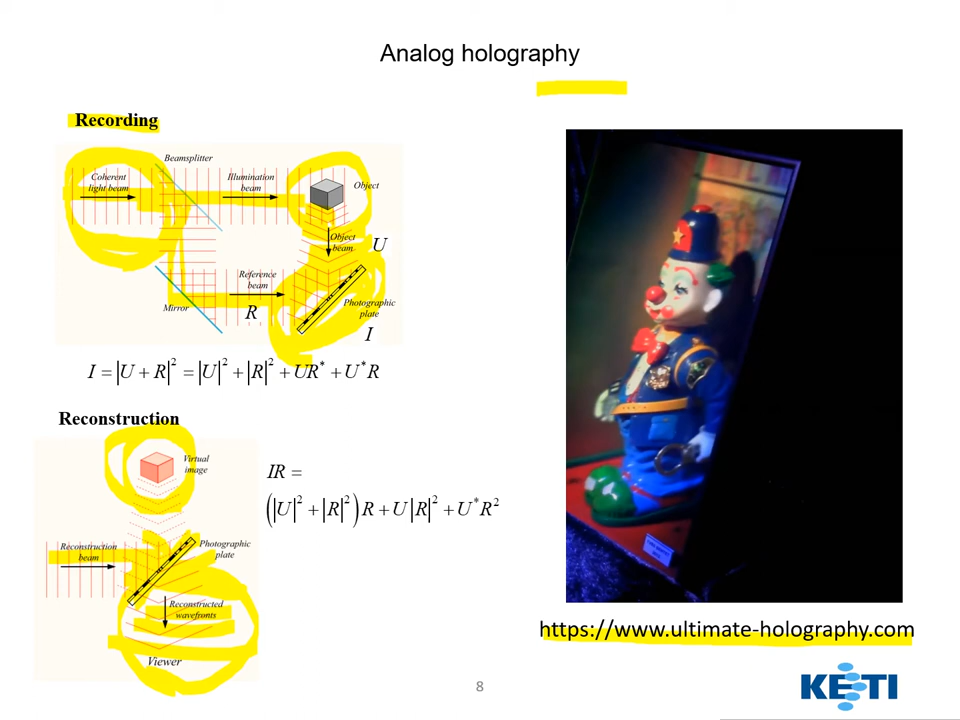 Analog holography
Recording
Beamsplitter
Coherent
light beam
Illumination
beam
Object
Object
beam
U
Reference
beam
R
Mirror
Photographic
plate
I
I = |U + R|² = |U|² + |R|² + UR* + U*R
Reconstruction
Virtual
image
IR =
(|U|² + |R|²)R + U|R|² + U*R²
Reconstruction
beam
Photographic
plate
Reconstructed
wavefronts
Viewer
https://www.ultimate-holography.com
8
KETI